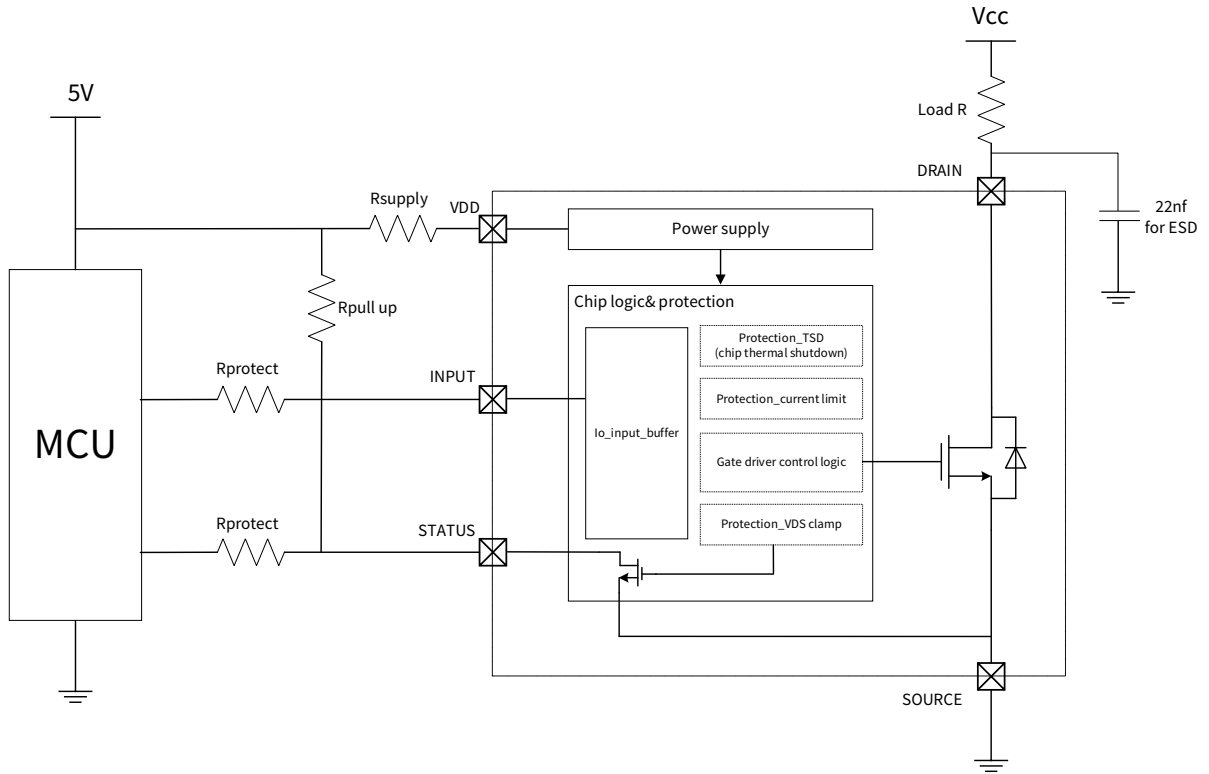 Vcc
5V
Load R
DRAIN
Rsupply
VDD
22nf
for ESD
Power supply
Chip logic& protection
Rpull up
Protection_TSD
(chip thermal shutdown)
Rprotect
INPUT
Protection_current limit
MCU
Io_input_buffer
Gate driver control logic
Rprotect
STATUS
Protection_VDS clamp
SOURCE